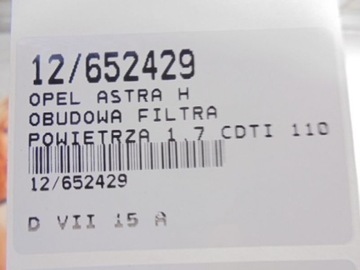 12/652429
OPEL ASTRA H
OBUDOWA FILTRA
POWIETRZA 1.7 CDTI 110
12/652429
D VII 15 A